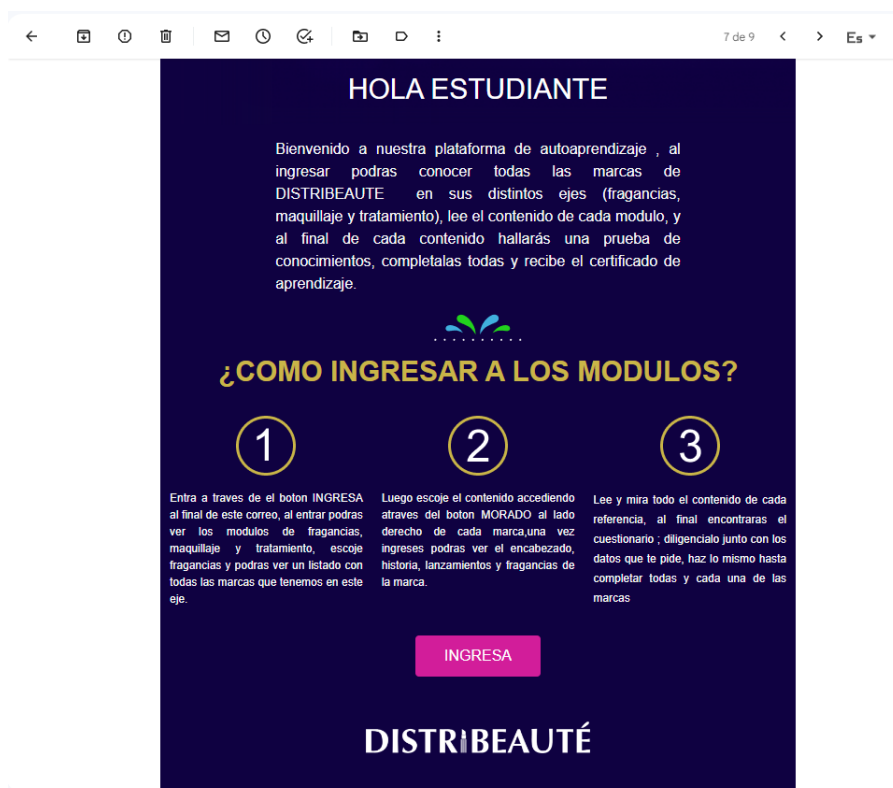 7 de 9
Es
HOLA ESTUDIANTE
Bienvenido a nuestra plataforma de autoaprendizaje , al
ingresar podras conocer todas las marcas de
DISTRIBEAUTE en sus distintos ejes (fragancias,
maquillaje y tratamiento), lee el contenido de cada modulo, y
al final de cada contenido hallarás una prueba de
conocimientos, completalas todas y recibe el certificado de
aprendizaje.
¿COMO INGRESAR A LOS MODULOS?
1
Entra a traves de el boton INGRESA
al final de este correo, al entrar podras
ver los modulos de fragancias,
maquillaje y tratamiento, escoje
fragancias y podras ver un listado con
todas las marcas que tenemos en este
eje.
2
Luego escoje el contenido accediendo
atraves del boton MORADO al lado
derecho de cada marca,una vez
ingreses podras ver el encabezado,
historia, lanzamientos y fragancias de
la marca.
3
Lee y mira todo el contenido de cada
referencia, al final encontraras el
cuestionario ; diligencialo junto con los
datos que te pide, haz lo mismo hasta
completar todas y cada una de las
marcas
INGRESA
DISTRIBEAUTÉ